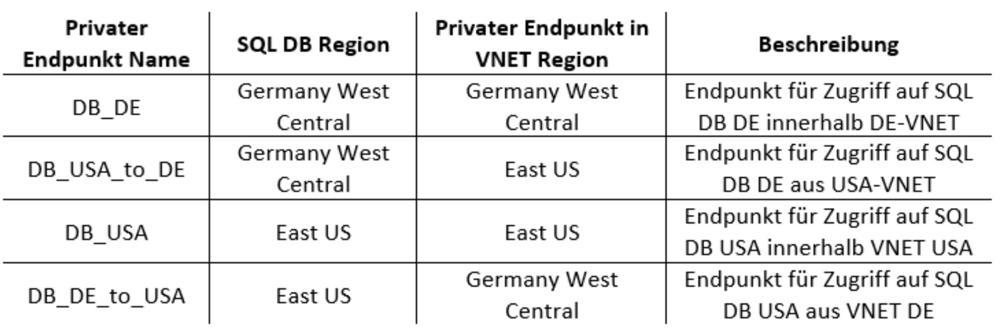 Privater
Endpunkt Name
SQL DB Region
Privater Endpunkt in
VNET Region
Beschreibung
DB_DE
Germany West
Central
Germany West
Central
Endpunkt für Zugriff auf SQL
DB DE innerhalb DE-VNET
DB_USA_to_DE
Germany West
Central
East US
Endpunkt für Zugriff auf SQL
DB DE aus USA-VNET
DB_USA
East US
East US
Endpunkt für Zugriff auf SQL
DB USA innerhalb VNET USA
DB_DE_to_USA
East US
Germany West
Central
Endpunkt für Zugriff auf SQL
DB USA aus VNET DE